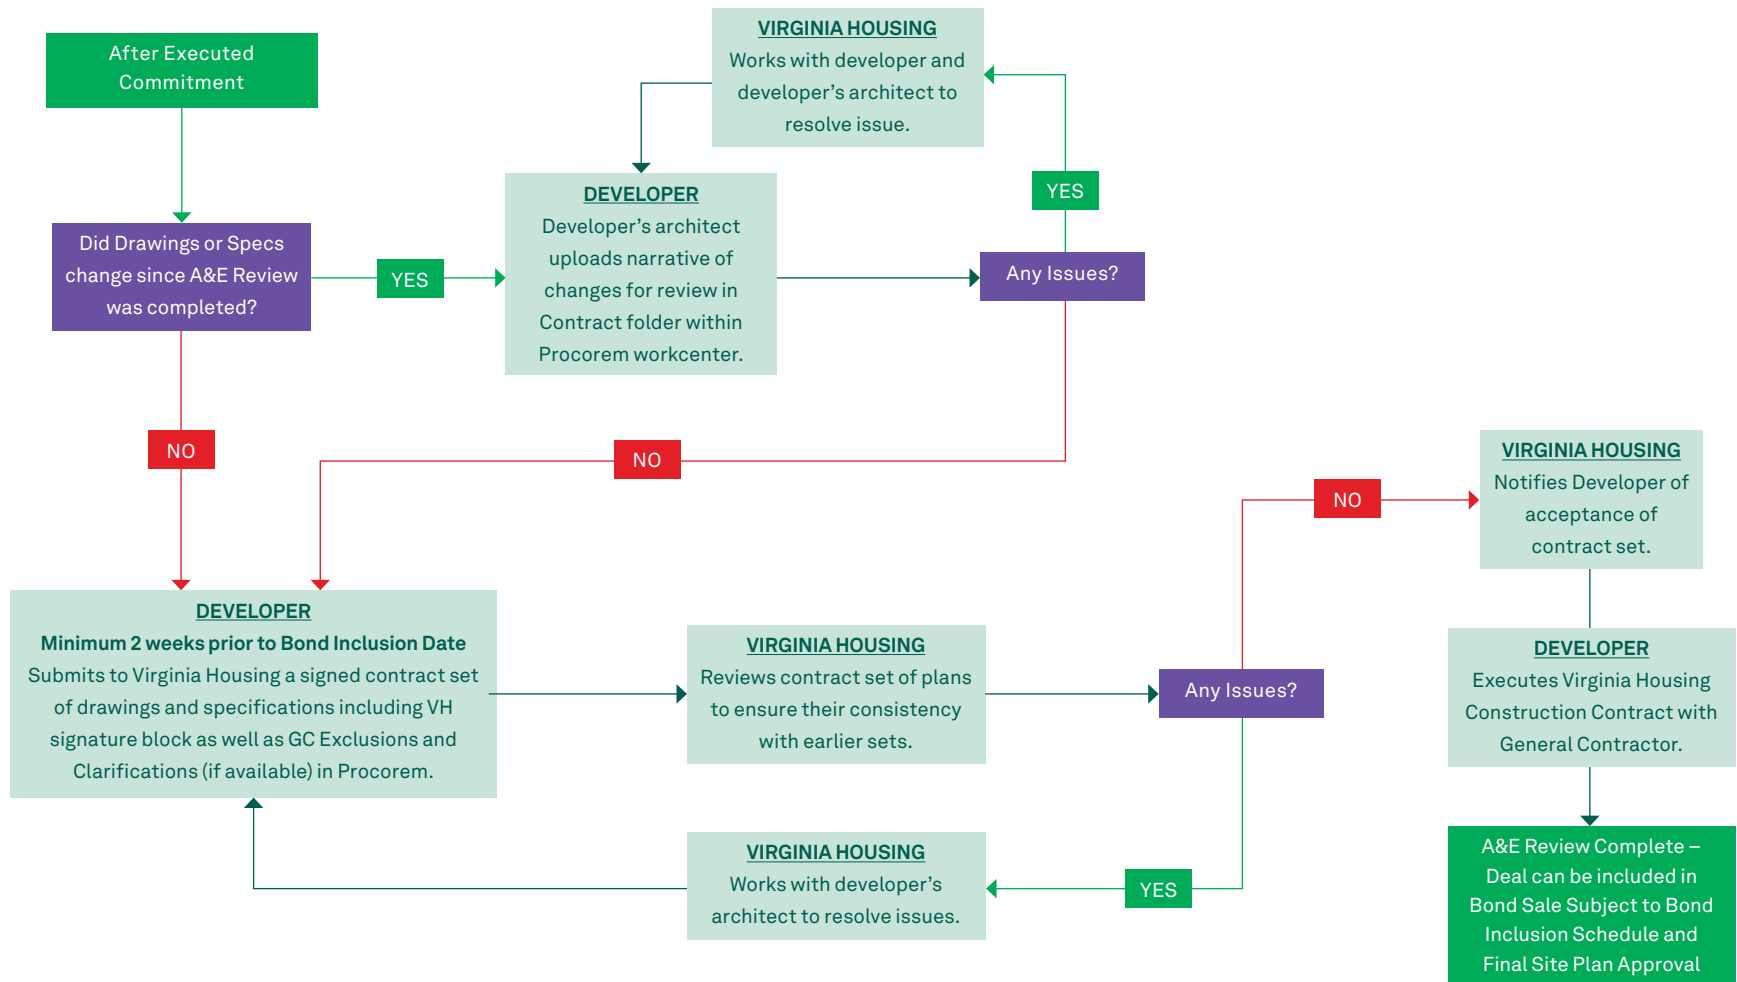 After Executed
Commitment
Did Drawings or Specs
change since A&E Review
was completed?
YES
DEVELOPER
Developer's architect
uploads narrative of
changes for review in
Contract folder within
Procorem workcenter.
VIRGINIA HOUSING
Works with developer and
developer's architect to
resolve issue.
YES
Any Issues?
NO
NO
DEVELOPER
Minimum 2 weeks prior to Bond Inclusion Date
Submits to Virginia Housing a signed contract set
of drawings and specifications including VH
signature block as well as GC Exclusions and
Clarifications (if available) in Procorem.
VIRGINIA HOUSING
Reviews contract set of plans
to ensure their consistency
with earlier sets.
Any Issues?
YES
VIRGINIA HOUSING
Works with developer's
architect to resolve issues.
NO
VIRGINIA HOUSING
Notifies Developer of
acceptance of
contract set.
DEVELOPER
Executes Virginia Housing
Construction Contract with
General Contractor.
A&E Review Complete –
Deal can be included in
Bond Sale Subject to Bond
Inclusion Schedule and
Final Site Plan Approval